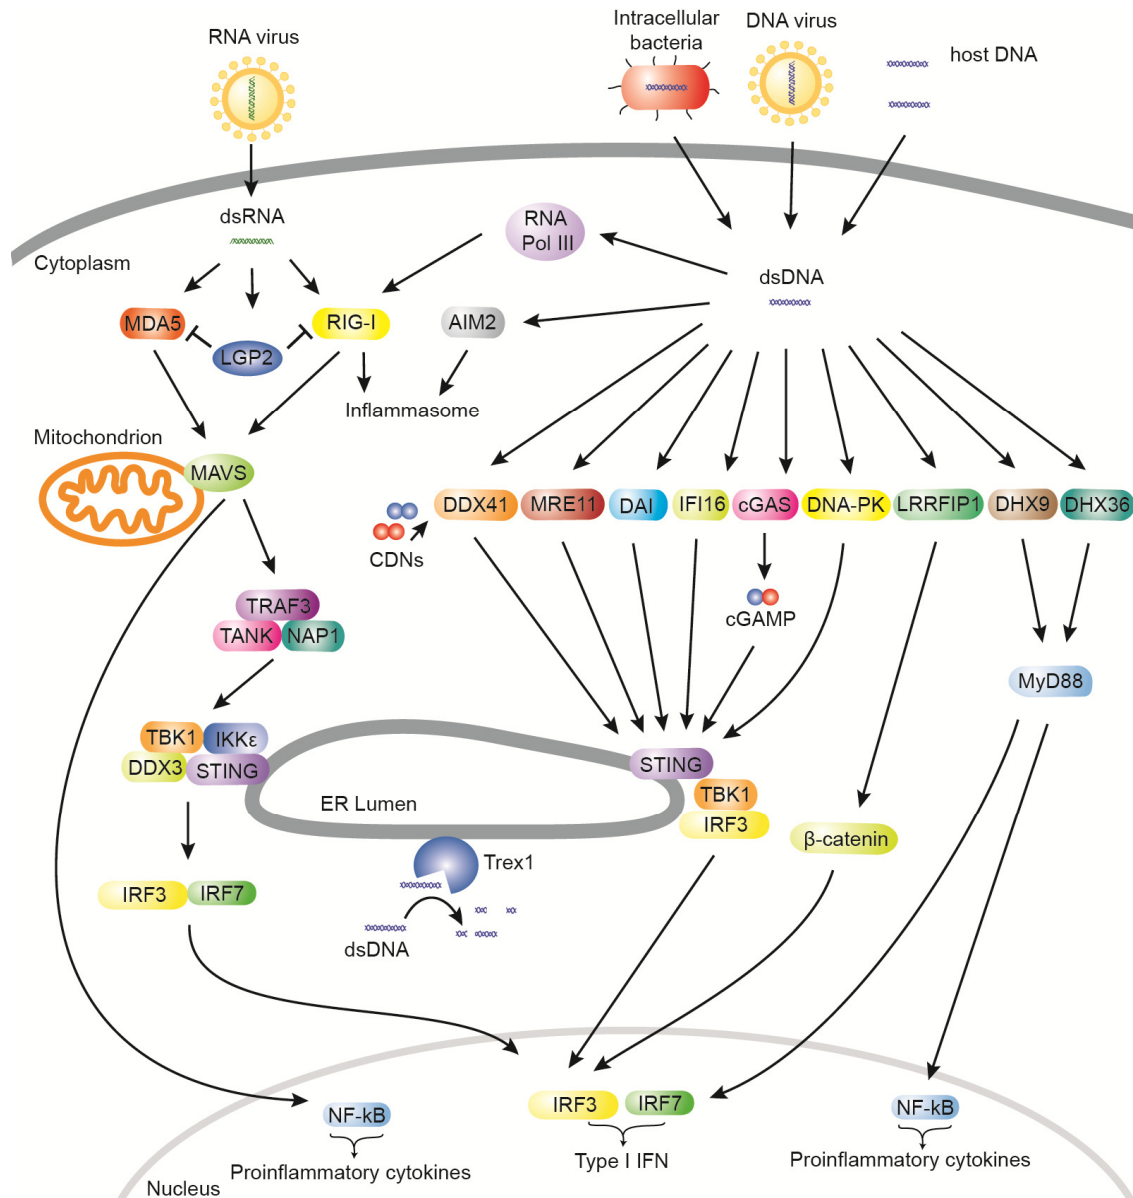 RNA virus
Intracellular
bacteria
DNA virus
host DNA
dsRNA
RNA
Pol III
Cytoplasm
dsDNA
MDA5
RIG-I
AIM2
LGP2
Inflammasome
Mitochondrion
MAVS
DDX41
MRE11
DAI
IFI16
cGAS
DNA-PK
LRRFIP1
DHX9
DHX36
CDNs
TRAF3
TANK
NAP1
cGAMP
MyD88
TBK1
IKKε
DDX3
STING
STING
TBK1
IRF3
ER Lumen
β-catenin
Trex1
IRF3
IRF7
dsDNA
NF-kB
IRF3
IRF7
NF-kB
Proinflammatory cytokines
Type I IFN
Proinflammatory cytokines
Nucleus